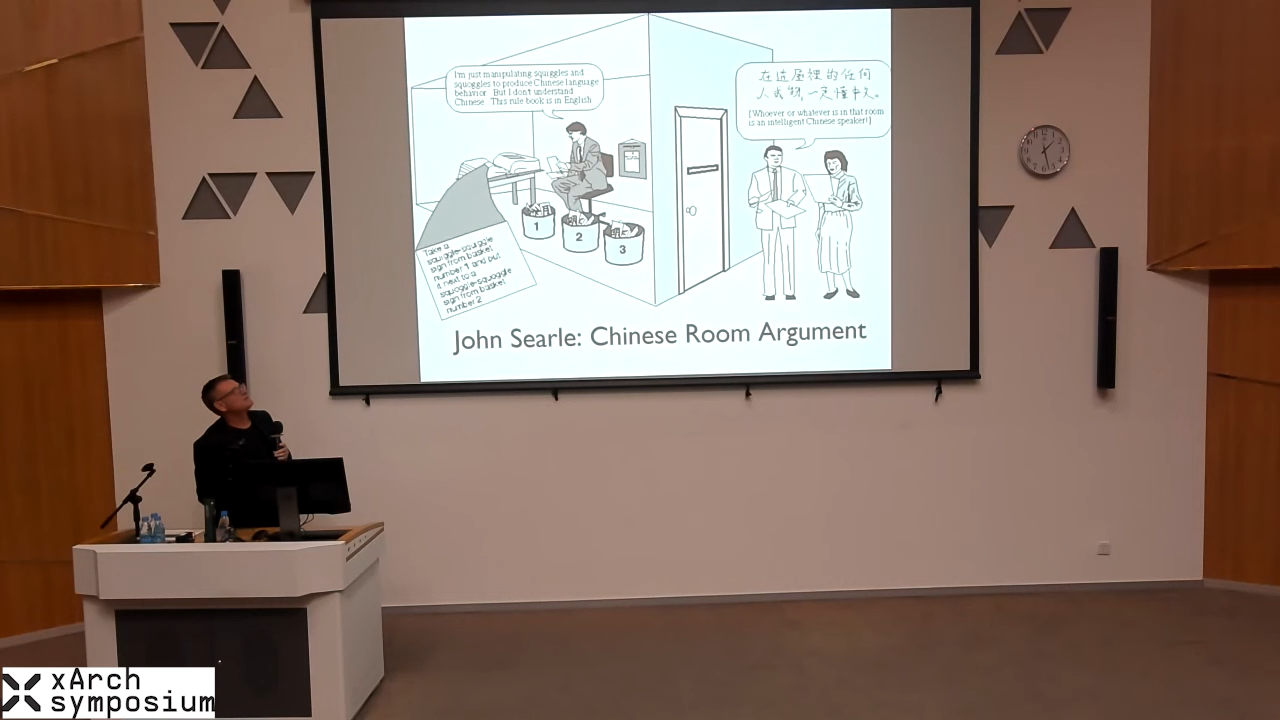 I'm just manipulating squiggles and
squoggles to produce Chinese language
behavior. But I don't understand
Chinese. This rule book is in English
在這屋裡的任何
人或物,一定懂中文。
[Whoever or whatever is in that room
is an intelligent Chinese speaker!]
1
2
3
Take a
squiggle-squiggle
sign from basket
number 1 and put
it next to a
squoggle-squoggle
sign from basket
number 2
John Searle: Chinese Room Argument
xArch
symposium